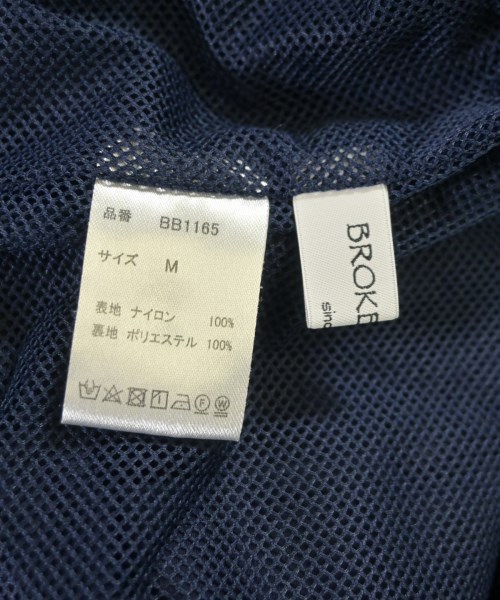 品番 BB1165
サイズ M
表地 ナイロン 100%
裏地 ポリエステル 100%
F W
BROKE
sinc